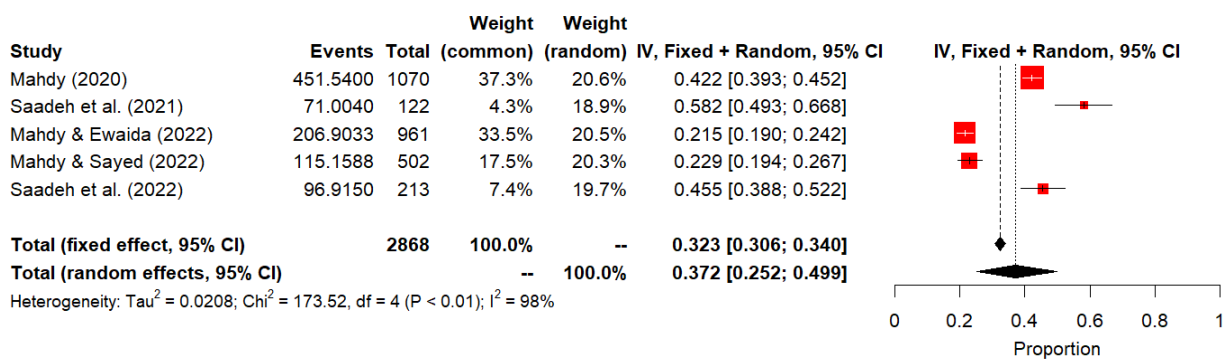 Weight Weight
Study Events Total (common) (random) IV, Fixed + Random, 95% CI IV, Fixed + Random, 95% CI
Mahdy (2020) 451.5400 1070 37.3% 20.6% 0.422 [0.393; 0.452]
Saadeh et al. (2021) 71.0040 122 4.3% 18.9% 0.582 [0.493; 0.668]
Mahdy & Ewaida (2022) 206.9033 961 33.5% 20.5% 0.215 [0.190; 0.242]
Mahdy & Sayed (2022) 115.1588 502 17.5% 20.3% 0.229 [0.194; 0.267]
Saadeh et al. (2022) 96.9150 213 7.4% 19.7% 0.455 [0.388; 0.522]
Total (fixed effect, 95% CI) 2868 100.0% -- 0.323 [0.306; 0.340]
Total (random effects, 95% CI) -- 100.0% 0.372 [0.252; 0.499]
Heterogeneity: Tau² = 0.0208; Chi² = 173.52, df = 4 (P < 0.01); I² = 98%
0 0.2 0.4 0.6 0.8 1
Proportion